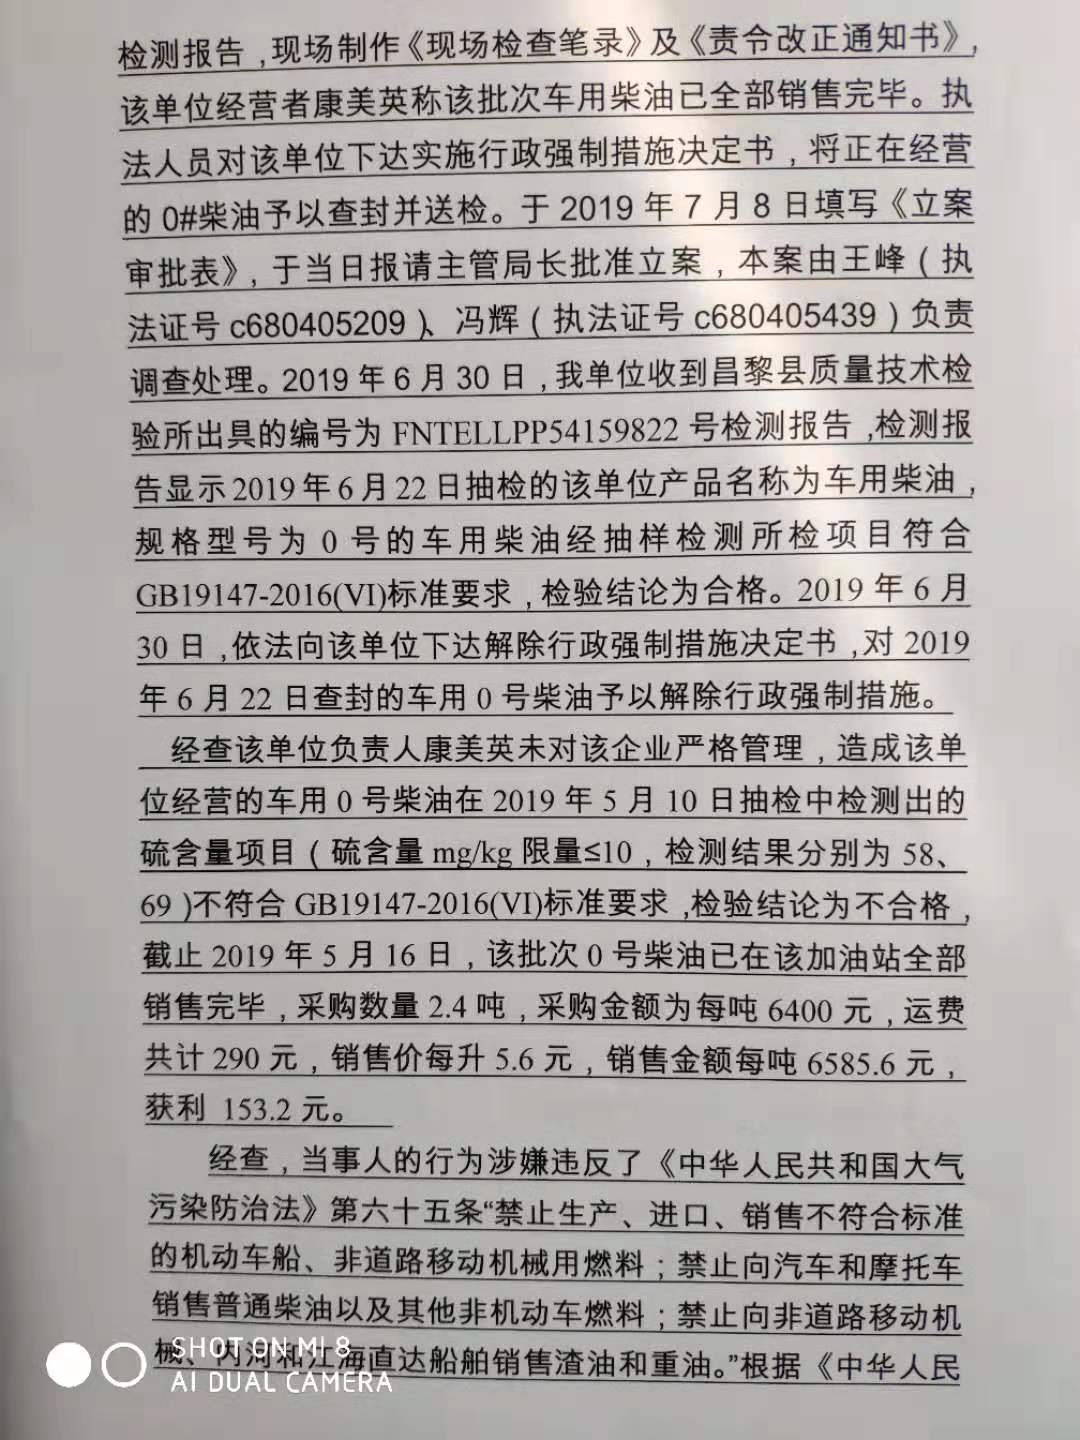 检测报告,现场制作《现场检查笔录》及《责令改正通知书》,
该单位经营者康美英称该批次车用柴油已全部销售完毕。执
法人员对该单位下达实施行政强制措施决定书，将正在经营
的 0#柴油予以查封并送检。于 2019 年 7 月 8 日填写《立案
审批表》, 于当日报请主管局长批准立案，本案由王峰（执
法证号 c680405209）、冯辉（执法证号 c680405439）负责
调查处理。2019 年 6 月 30 日,我单位收到昌黎县质量技术检
验所出具的编号为 FNTELLPP54159822 号检测报告,检测报
告显示 2019 年 6 月 22 日抽检的该单位产品名称为车用柴油,
规格型号为 0 号的车用柴油经抽样检测所检项目符合
GB19147-2016(VI)标准要求,检验结论为合格。2019 年 6 月
30 日,依法向该单位下达解除行政强制措施决定书,对 2019
年 6 月 22 日查封的车用 0 号柴油予以解除行政强制措施。
经查该单位负责人康美英未对该企业严格管理，造成该单
位经营的车用 0 号柴油在 2019 年 5 月 10 日抽检中检测出的
硫含量项目（硫含量 mg/kg 限量≤10，检测结果分别为 58、
69)不符合 GB19147-2016(VI)标准要求,检验结论为不合格,
截止 2019 年 5 月 16 日，该批次 0 号柴油已在该加油站全部
销售完毕，采购数量 2.4 吨，采购金额为每吨 6400 元，运费
共计 290 元，销售价每升 5.6 元，销售金额每吨 6585.6 元，
获利 153.2 元。
经查，当事人的行为涉嫌违反了《中华人民共和国大气
污染防治法》第六十五条“禁止生产、进口、销售不符合标准
的机动车船、非道路移动机械用燃料；禁止向汽车和摩托车
销售普通柴油以及其他非机动车燃料；禁止向非道路移动机
械、内河和江海直达船舶销售渣油和重油。”根据《中华人民
SHOT ON MI 8
AI DUAL CAMERA